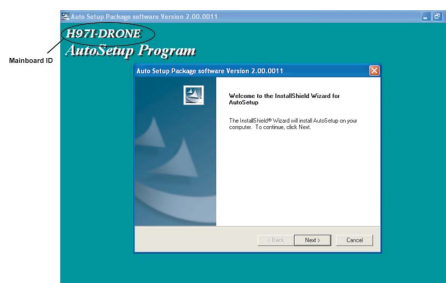 Auto Setup Package software Version 2.00.0011
H97I-DRONE
AutoSetup Program
Mainboard ID
Auto Setup Package software Version 2.00.0011
Welcome to the InstallShield Wizard for
AutoSetup
The InstallShield® Wizard will install AutoSetup on your
computer. To continue, click Next.
< Back Next > Cancel